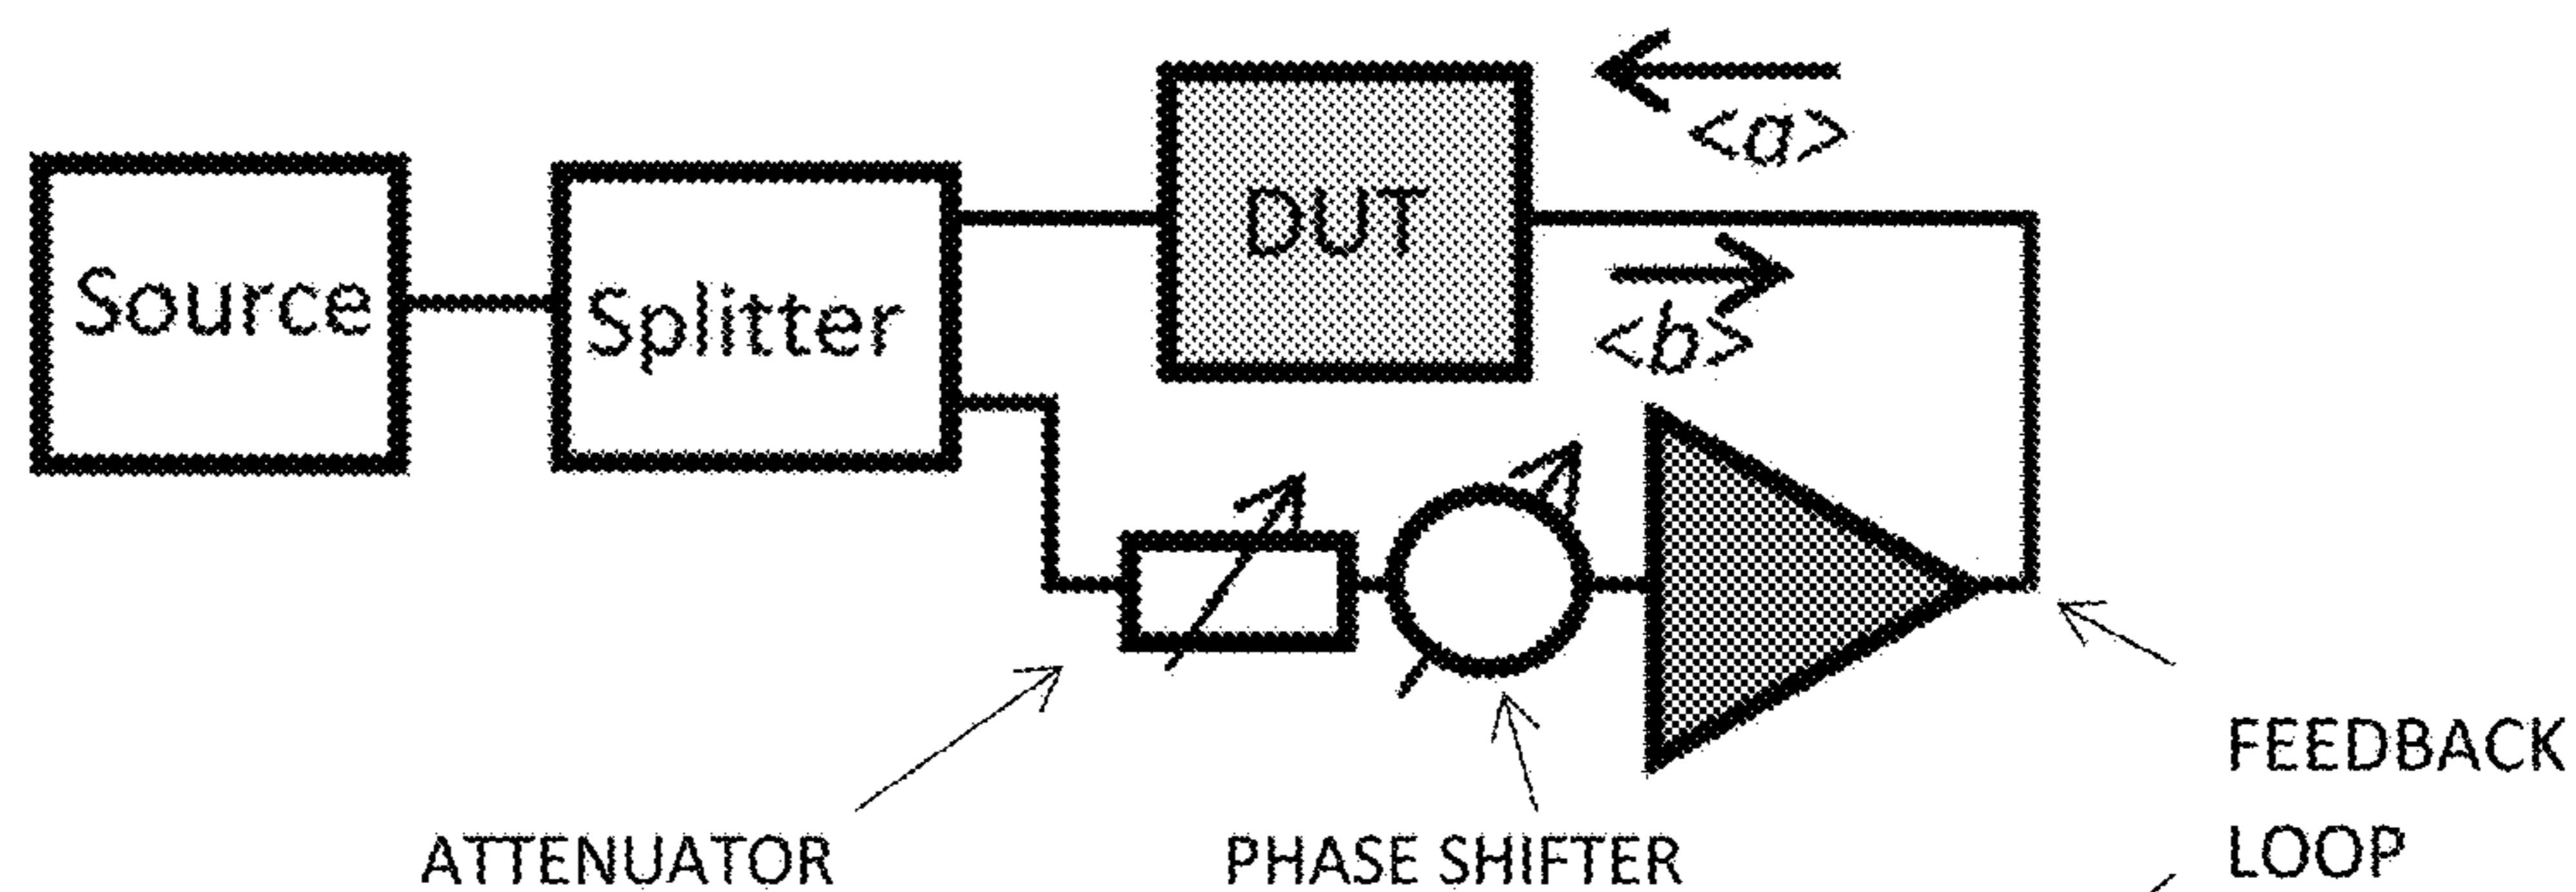 <a>
DUT
Source
Splitter
<b>
FEEDBACK
LOOP
ATTENUATOR
PHASE SHIFTER